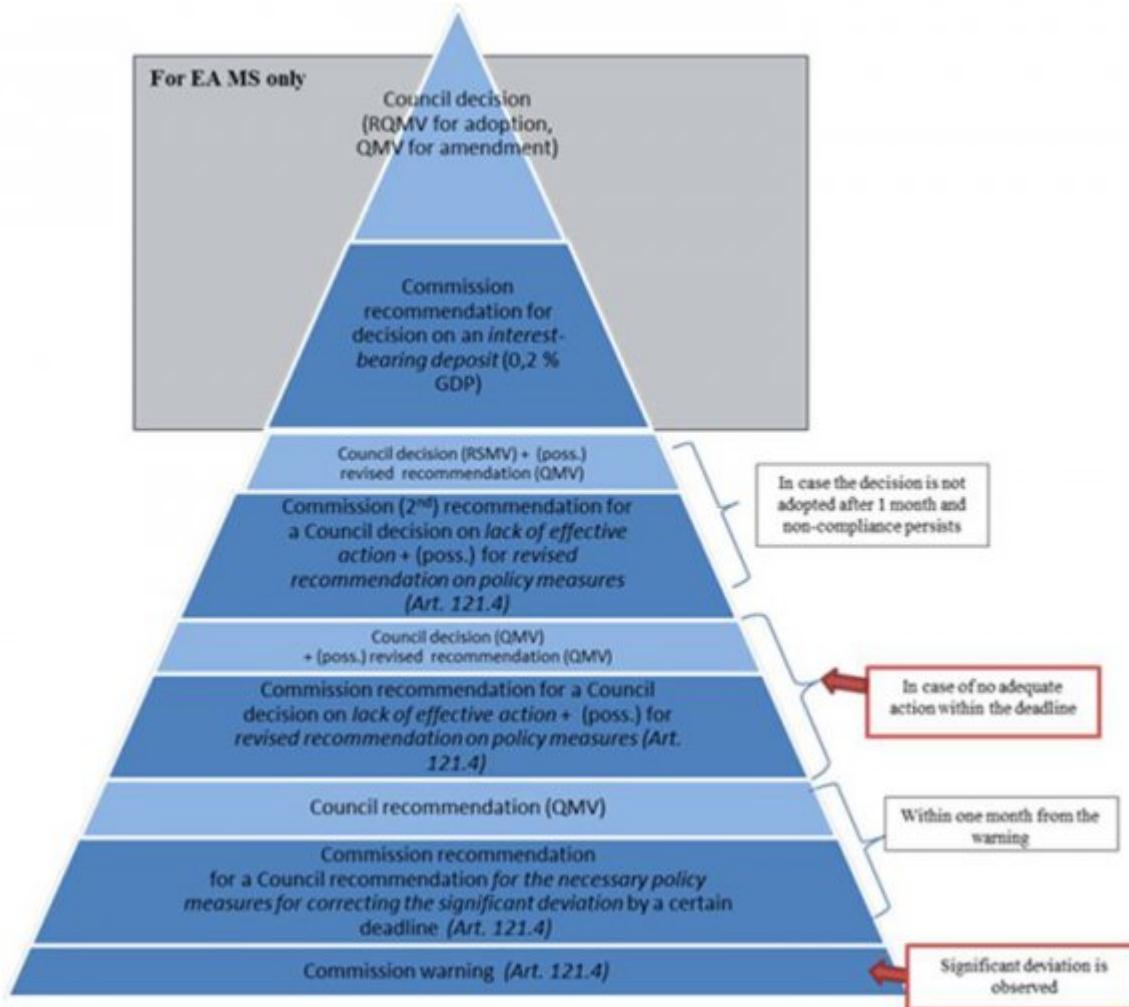 For EA MS only
Council decision
(RQMV for adoption,
QMV for amendment)
Commission
recommendation for
decision on an interest-
bearing deposit (0,2 %
GDP)
Council decision (RSMV) + (poss.)
revised recommendation (QMV)
In case the decision is not
adopted after 1 month and
non-compliance persists
Commission (2nd) recommendation for
a Council decision on lack of effective
action + (poss.) for revised
recommendation on policy measures
(Art. 121.4)
Council decision (QMV)
+ (poss.) revised recommendation (QMV)
In case of no adequate
action within the deadline
Commission recommendation for a Council
decision on lack of effective action + (poss.) for
revised recommendation on policy measures (Art.
121.4)
Council recommendation (QMV)
Within one month from the
warning
Commission recommendation
for a Council recommendation for the necessary policy
measures for correcting the significant deviation by a certain
deadline (Art. 121.4)
Commission warning (Art. 121.4)
Significant deviation is
observed